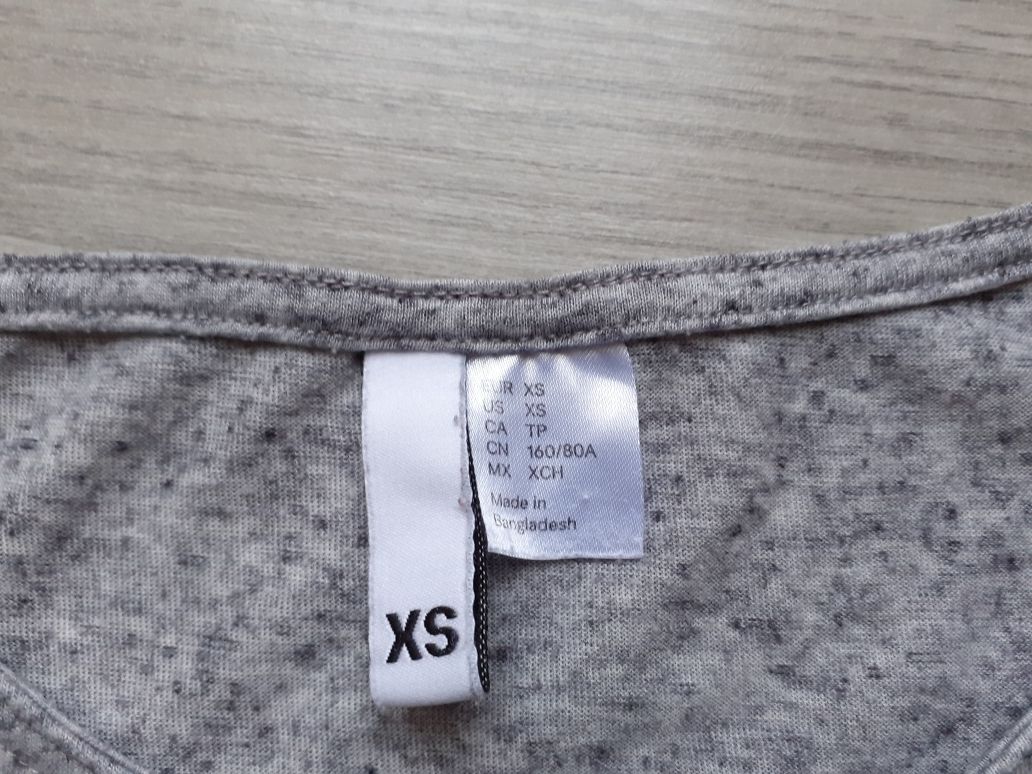 XS
EUR XS
US XS
CA TP
CN 160/80A
MX XCH
Made in
Bangladesh